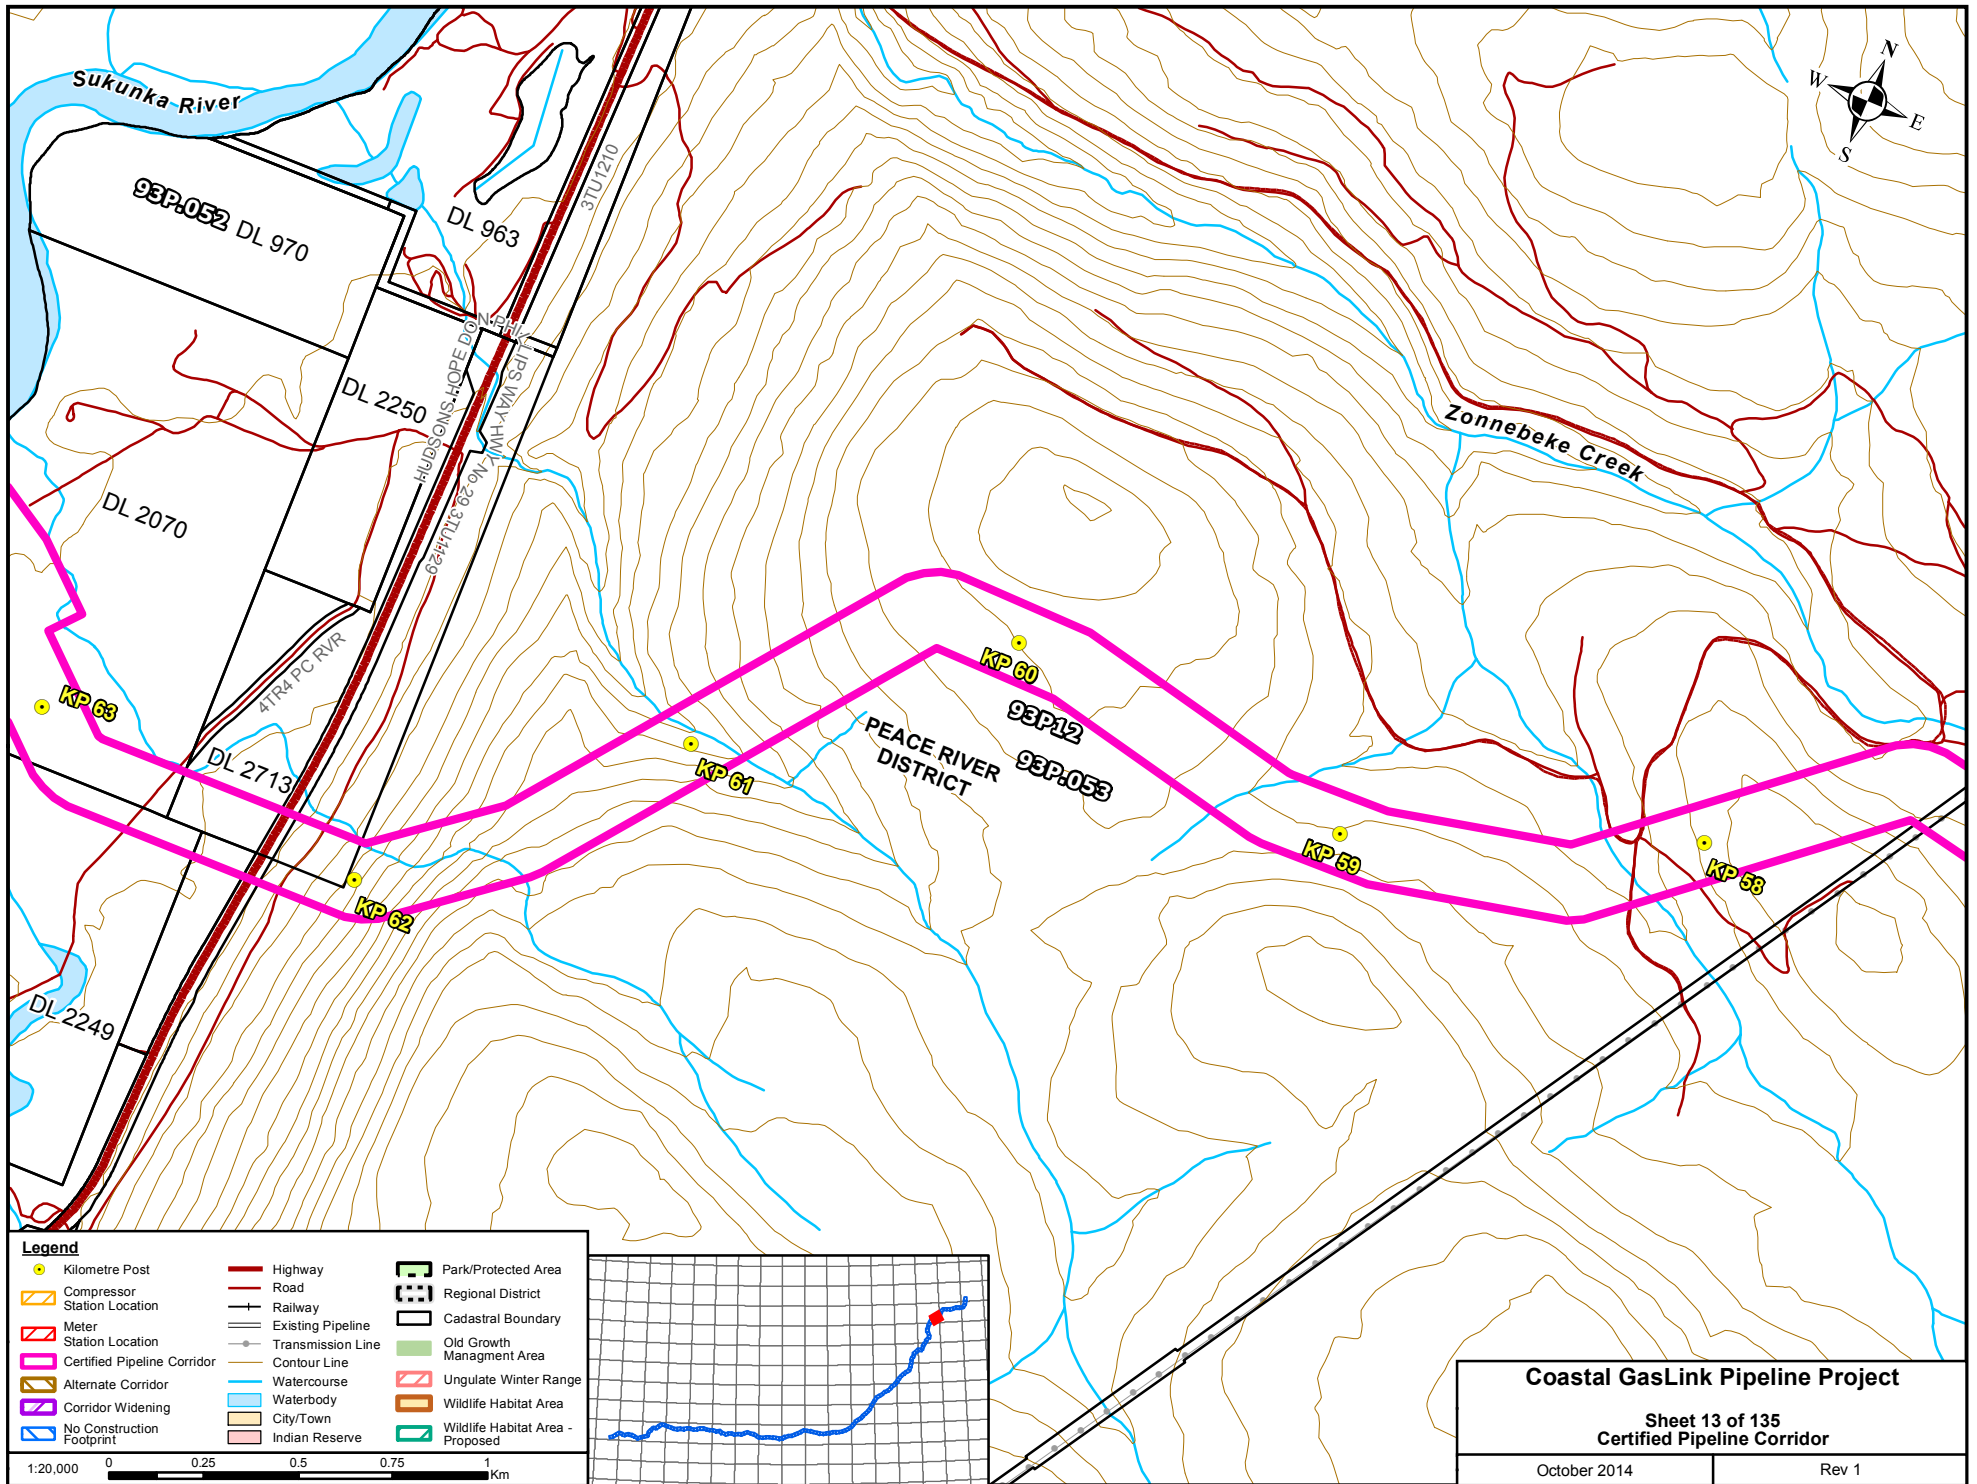 Sukunka River
N
W
E
S
93P.052 DL 970
DL 963
3TU1210
DL 2250
HUDSONS HOPE DON PHILLIPS WAY HWY No 29 3TU1129
DL 2070
Zonnebeke Creek
4TR4 PC RVR
KP 63
KP 60
93P12
PEACE RIVER
DISTRICT
93P.053
DL 2713
KP 61
KP 59
KP 58
KP 62
DL 2249
Legend
Kilometre Post
Compressor
Station Location
Meter
Station Location
Certified Pipeline Corridor
Alternate Corridor
Corridor Widening
No Construction
Footprint
Highway
Road
Railway
Existing Pipeline
Transmission Line
Contour Line
Watercourse
Waterbody
City/Town
Indian Reserve
Park/Protected Area
Regional District
Cadastral Boundary
Old Growth
Managment Area
Ungulate Winter Range
Wildlife Habitat Area
Wildlife Habitat Area -
Proposed
1:20,000
0 0.25 0.5 0.75 1
Km
Coastal GasLink Pipeline Project
Sheet 13 of 135
Certified Pipeline Corridor
October 2014
Rev 1